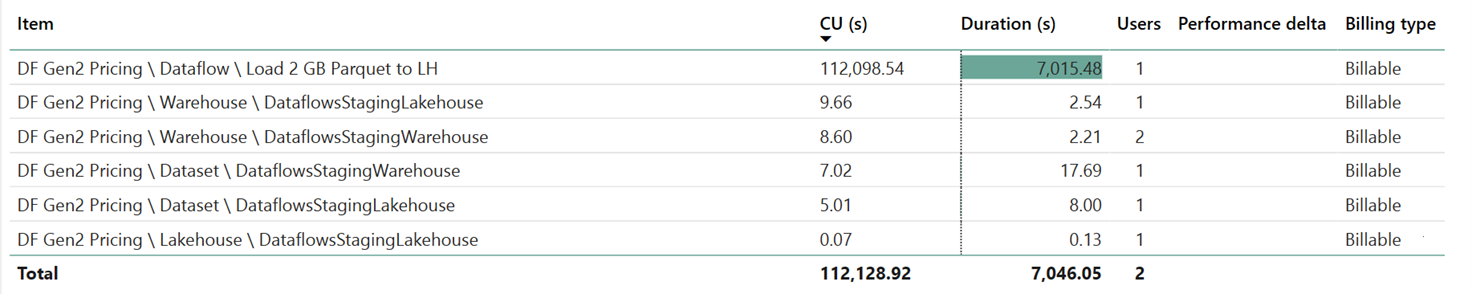 Item CU (s) Duration (s) Users Performance delta Billing type
DF Gen2 Pricing \ Dataflow \ Load 2 GB Parquet to LH 112,098.54 7,015.48 1 Billable
DF Gen2 Pricing \ Warehouse \ DataflowsStagingLakehouse 9.66 2.54 1 Billable
DF Gen2 Pricing \ Warehouse \ DataflowsStagingWarehouse 8.60 2.21 2 Billable
DF Gen2 Pricing \ Dataset \ DataflowsStagingWarehouse 7.02 17.69 1 Billable
DF Gen2 Pricing \ Dataset \ DataflowsStagingLakehouse 5.01 8.00 1 Billable
DF Gen2 Pricing \ Lakehouse \ DataflowsStagingLakehouse 0.07 0.13 1 Billable
Total 112,128.92 7,046.05 2